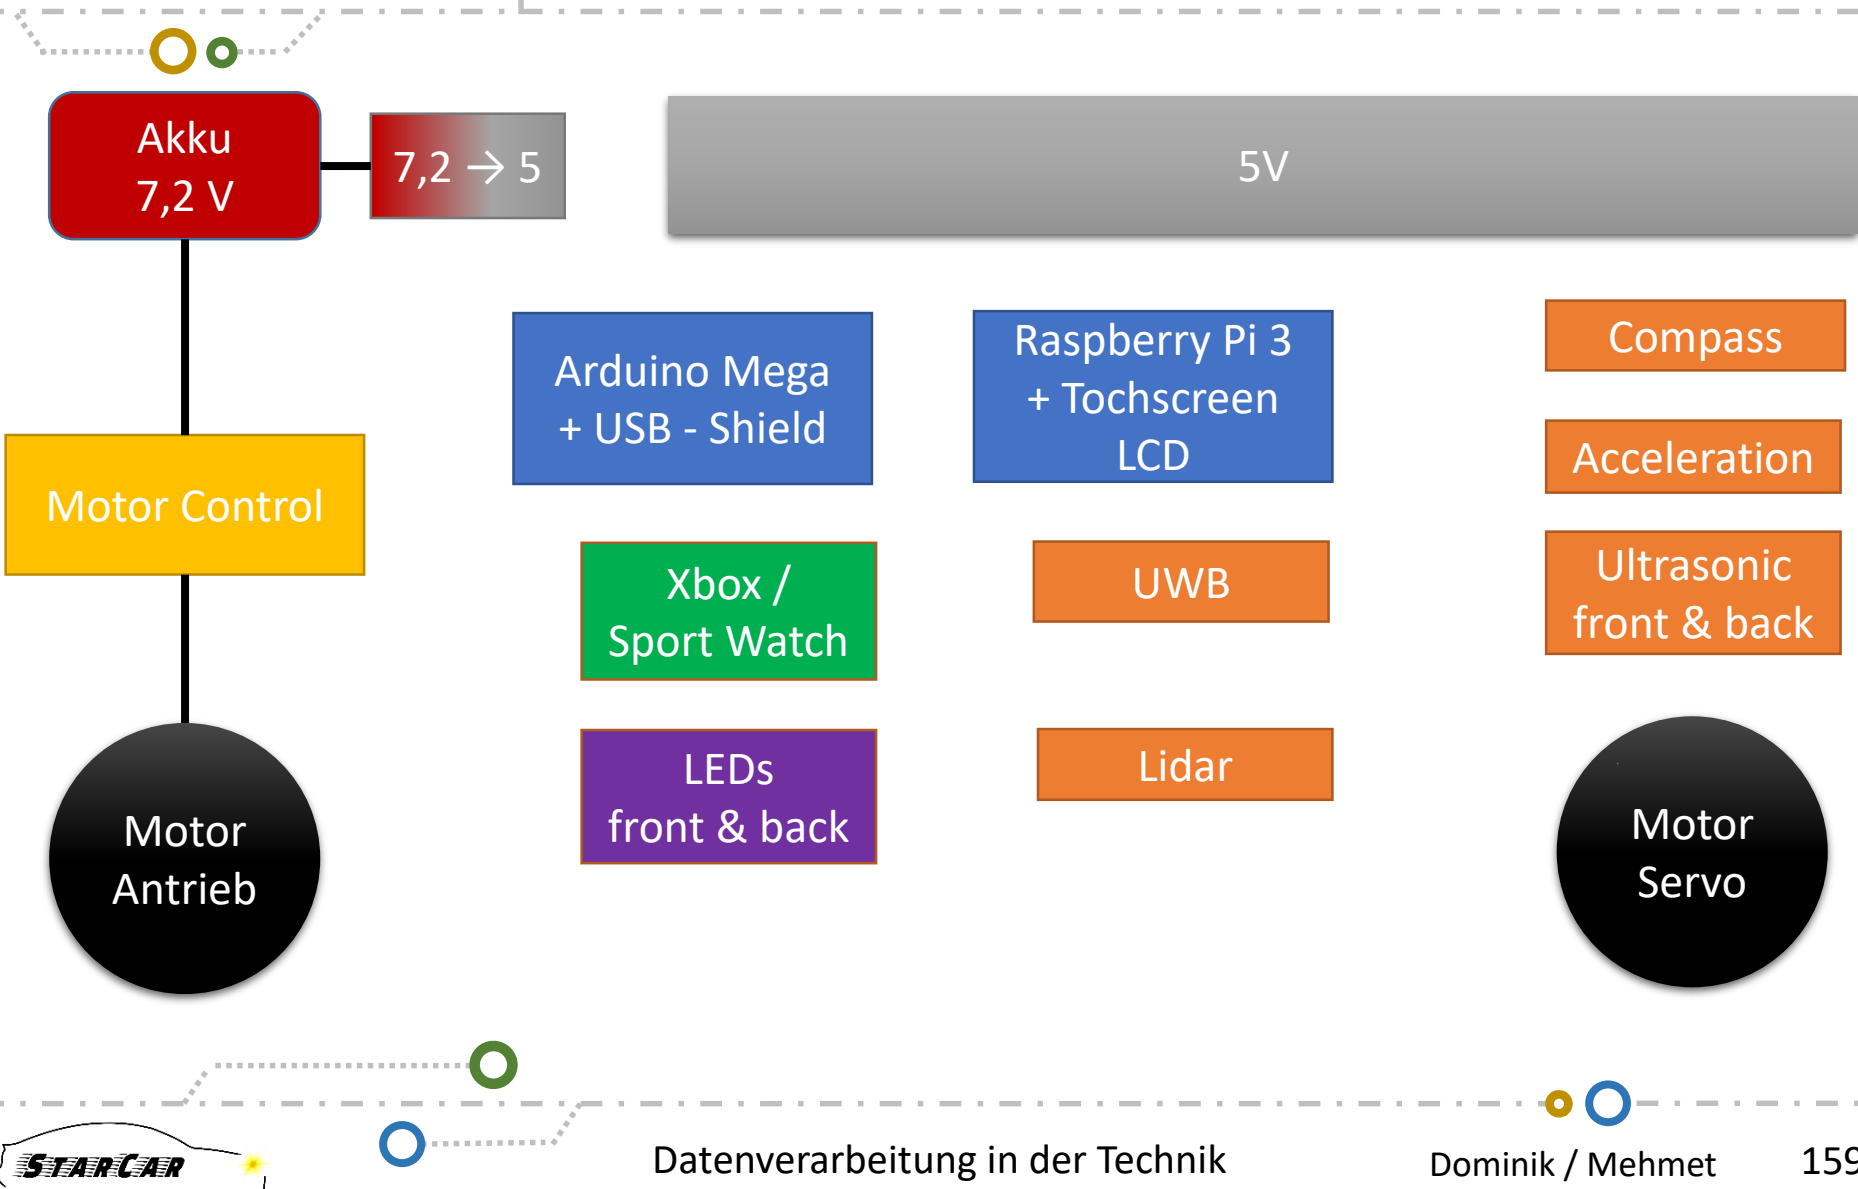 Akku
7,2 V
7,2 → 5
5V
Arduino Mega
+ USB - Shield
Raspberry Pi 3
+ Tochscreen
LCD
Compass
Acceleration
Motor Control
Xbox /
Sport Watch
UWB
Ultrasonic
front & back
LEDs
front & back
Lidar
Motor
Antrieb
Motor
Servo
STARCAR
Datenverarbeitung in der Technik
Dominik / Mehmet
159